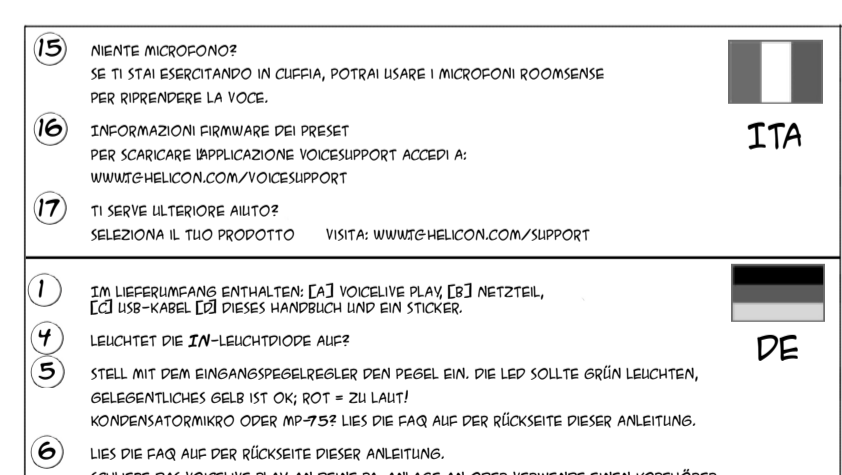 15 NIENTE MICROFONO?
SE TI STAI ESERCITANDO IN CUFFIA, POTRAI USARE I MICROFONI ROOMSENSE
PER RIPRENDERE LA VOCE.
16 INFORMAZIONI FIRMWARE DEI PRESET
PER SCARICARE L'APPLICAZIONE VOICESUPPORT ACCEDI A:
WWW.TC-HELICON.COM/VOICESUPPORT
ITA
17 TI SERVE ULTERIORE AIUTO?
SELEZIONA IL TUO PRODOTTO VISITA: WWW.TC-HELICON.COM/SUPPORT
1 IM LIEFERUMFANG ENTHALTEN: [A] VOICELIVE PLAY, [B] NETZTEIL,
[C] USB-KABEL [D] DIESES HANDBUCH UND EIN STICKER.
4 LEUCHTET DIE IN-LEUCHTDIODE AUF?
DE
5 STELL MIT DEM EINGANGSPEGELREGLER DEN PEGEL EIN. DIE LED SOLLTE GRÜN LEUCHTEN,
GELEGENTLICHES GELB IST OK; ROT = ZU LAUT!
KONDENSATORMIKRO ODER MP-75? LIES DIE FAQ AUF DER RÜCKSEITE DIESER ANLEITUNG.
6 LIES DIE FAQ AUF DER RÜCKSEITE DIESER ANLEITUNG.